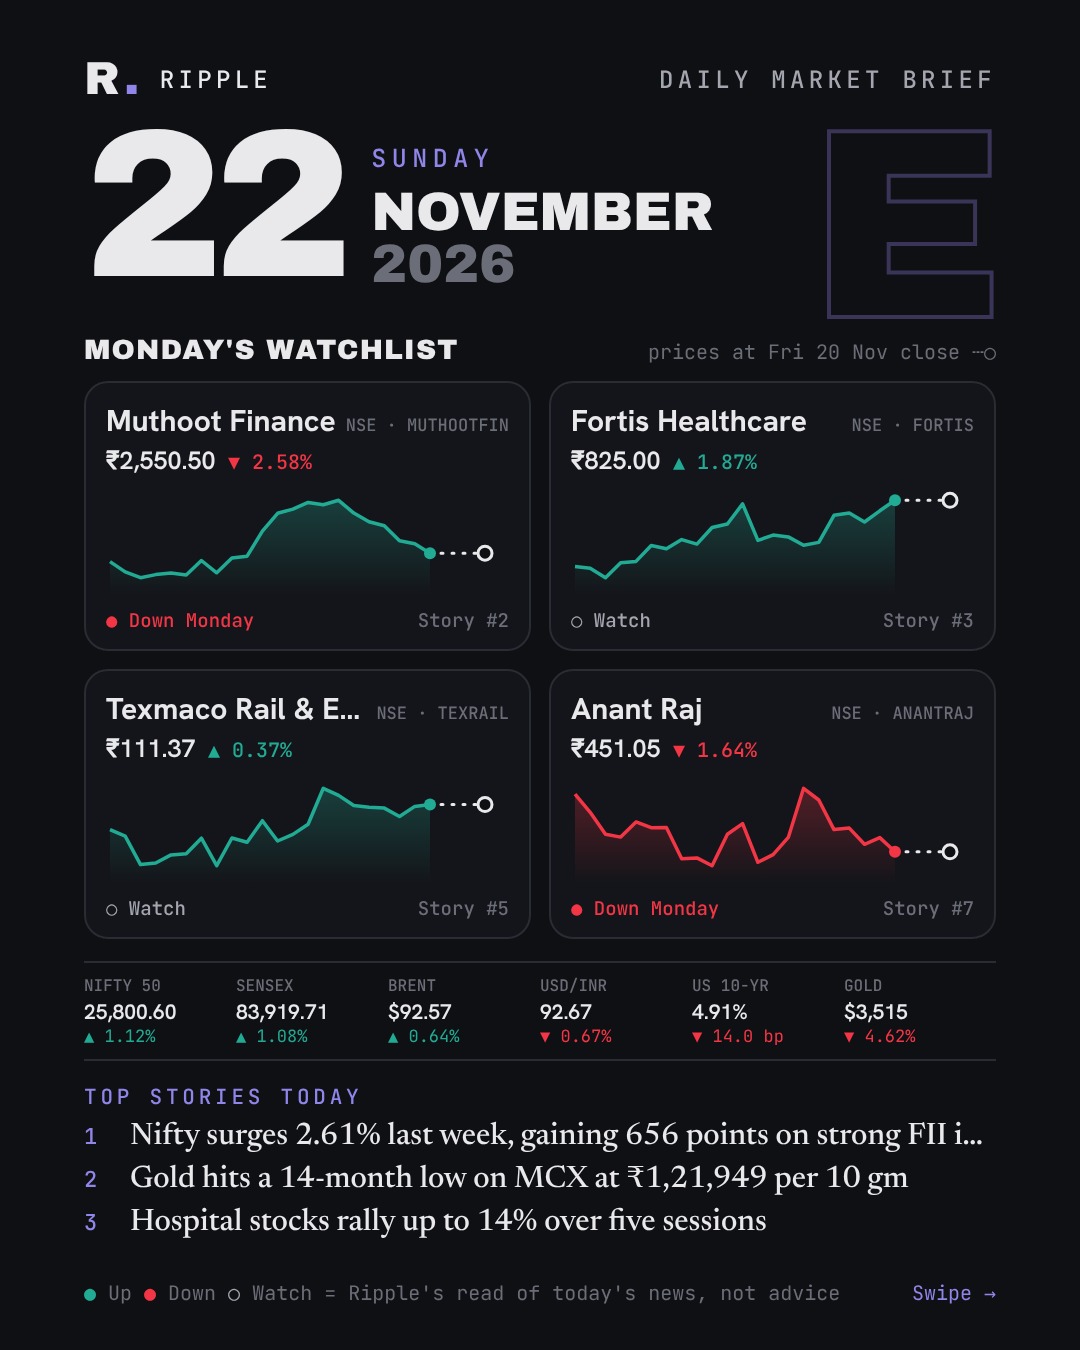 R. RIPPLE
DAILY MARKET BRIEF
22
SUNDAY
NOVEMBER
2026
E
MONDAY'S WATCHLIST
prices at Fri 20 Nov close
Muthoot Finance NSE · MUTHOOTFIN
₹2,550.50 ▼ 2.58%
● Down Monday Story #2
Fortis Healthcare NSE · FORTIS
₹825.00 ▲ 1.87%
○ Watch Story #3
Texmaco Rail & E... NSE · TEXRAIL
₹111.37 ▲ 0.37%
○ Watch Story #5
Anant Raj NSE · ANANTRAJ
₹451.05 ▼ 1.64%
● Down Monday Story #7
NIFTY 50 SENSEX BRENT USD/INR US 10-YR GOLD
25,800.60 83,919.71 $92.57 92.67 4.91% $3,515
▲ 1.12% ▲ 1.08% ▲ 0.64% ▼ 0.67% ▼ 14.0 bp ▼ 4.62%
TOP STORIES TODAY
1 Nifty surges 2.61% last week, gaining 656 points on strong FII i...
2 Gold hits a 14-month low on MCX at ₹1,21,949 per 10 gm
3 Hospital stocks rally up to 14% over five sessions
● Up ● Down ○ Watch = Ripple's read of today's news, not advice
Swipe →